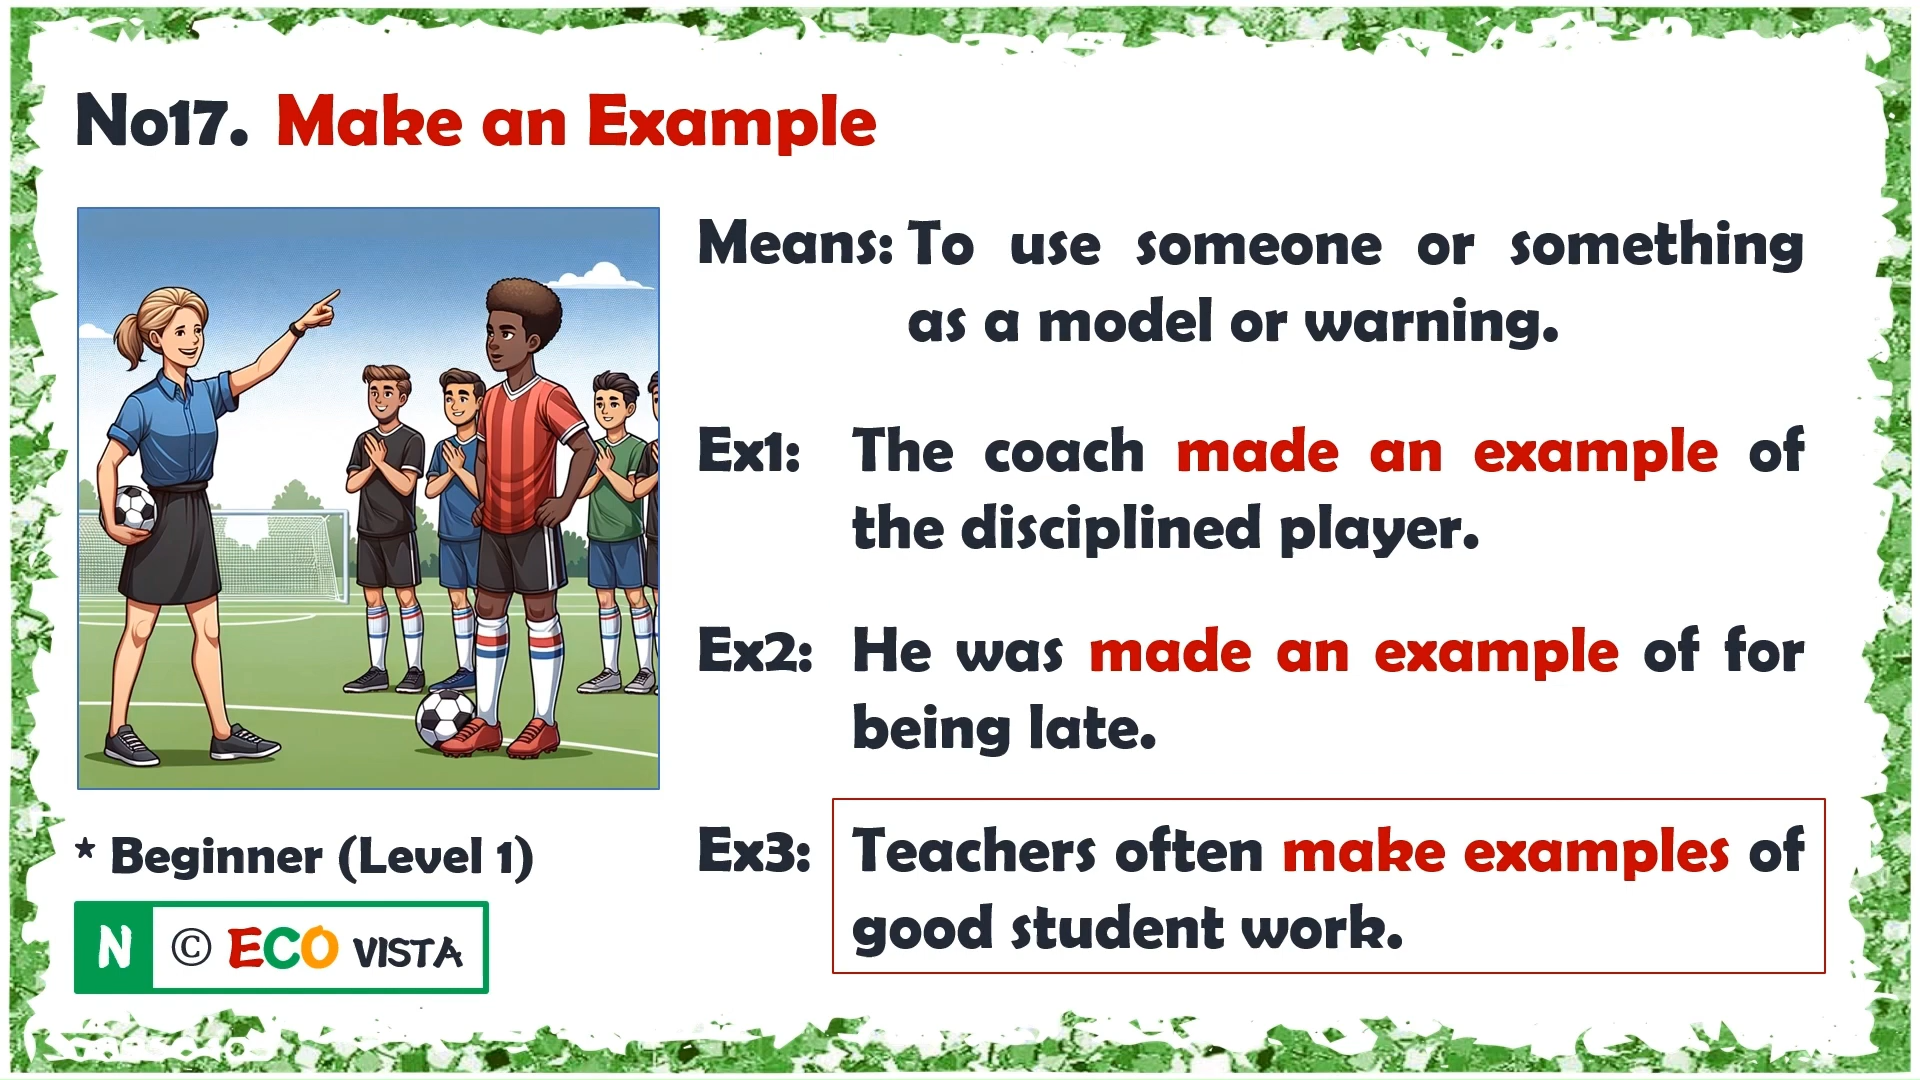 No17. Make an Example
Means: To use someone or something
as a model or warning.
Ex1: The coach made an example of
the disciplined player.
Ex2: He was made an example of for
being late.
Ex3: Teachers often make examples of
good student work.
* Beginner (Level 1)
N © ECO VISTA